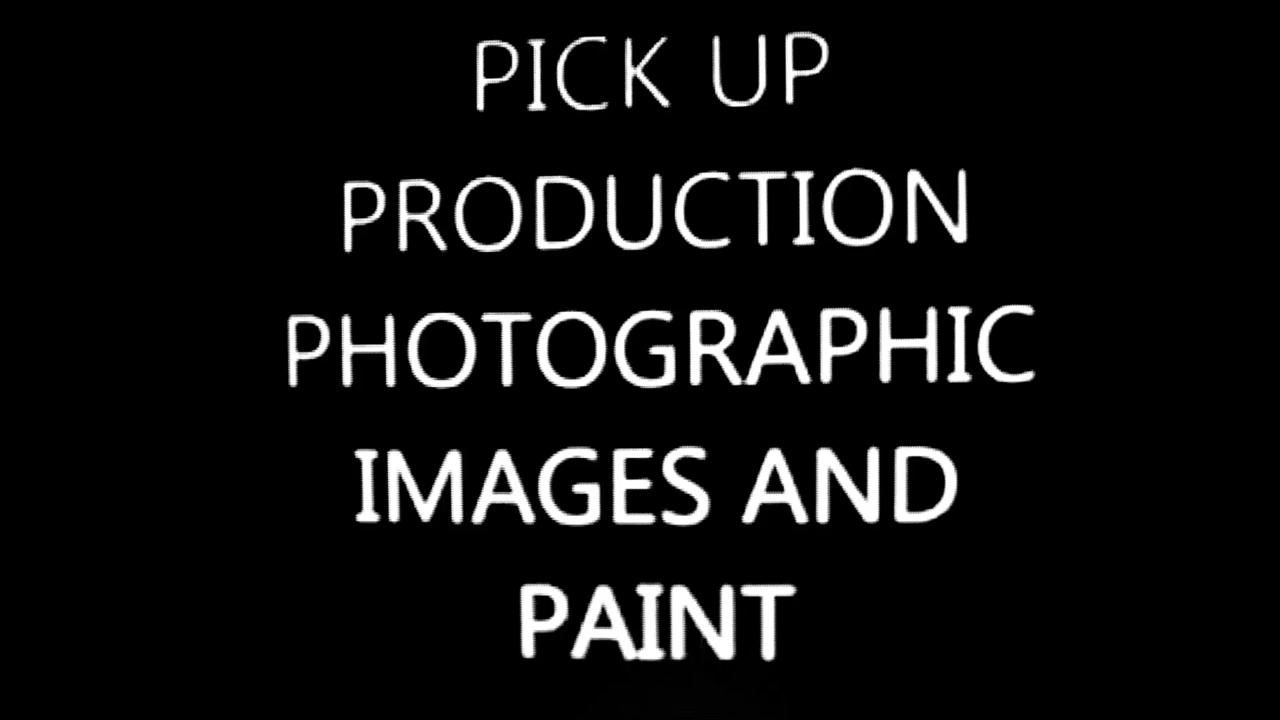 PICK UP
PRODUCTION
PHOTOGRAPHIC
IMAGES AND
PAINT